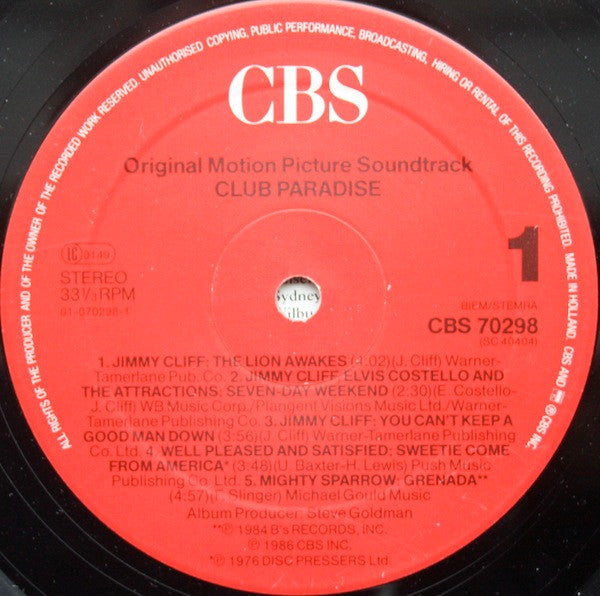 ALL RIGHTS OF THE PRODUCER AND OF THE OWNER OF THE RECORDED WORK RESERVED. UNAUTHORISED COPYING, PUBLIC PERFORMANCE, BROADCASTING, HIRING OR RENTAL OF THIS RECORDING PROHIBITED. MADE IN HOLLAND. CBS AND ℗ CBS INC.
CBS
Original Motion Picture Soundtrack
CLUB PARADISE
LC 0149
STEREO
33⅓RPM
01-070298-1
1
BIEM/STEMRA
CBS 70298
(SC 40404)
Sydney
1. JIMMY CLIFF: THE LION AWAKES (4:02)(J. Cliff) Warner-
Tamerlane Pub. Co. 2. JIMMY CLIFF, ELVIS COSTELLO AND
THE ATTRACTIONS: SEVEN-DAY WEEKEND (2:30)(E. Costello-
J. Cliff) WB Music Corp./Plangent Visions Music Ltd./Warner-
Tamerlane Publishing Co. 3. JIMMY CLIFF: YOU CAN'T KEEP A
GOOD MAN DOWN (3:56)(J. Cliff) Warner-Tamerlane Publishing
Co. Ltd. 4. WELL PLEASED AND SATISFIED: SWEETIE COME
FROM AMERICA* (3:48)(U. Baxter-H. Lewis) Push Music
Publishing Co. Ltd. 5. MIGHTY SPARROW: GRENADA**
(4:57)(F. Slinger) Michael Gould Music
Album Producer: Steve Goldman
**℗ 1984 B's RECORDS, INC.
℗ 1986 CBS INC.
*℗ 1976 DISC PRESSERS Ltd.